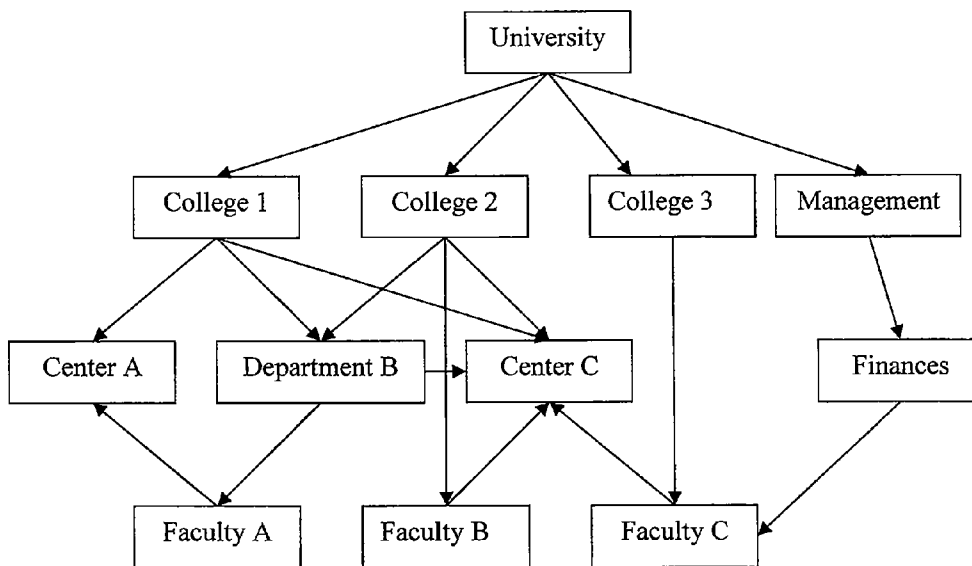 University
College 1
College 2
College 3
Management
Center A
Department B
Center C
Finances
Faculty A
Faculty B
Faculty C